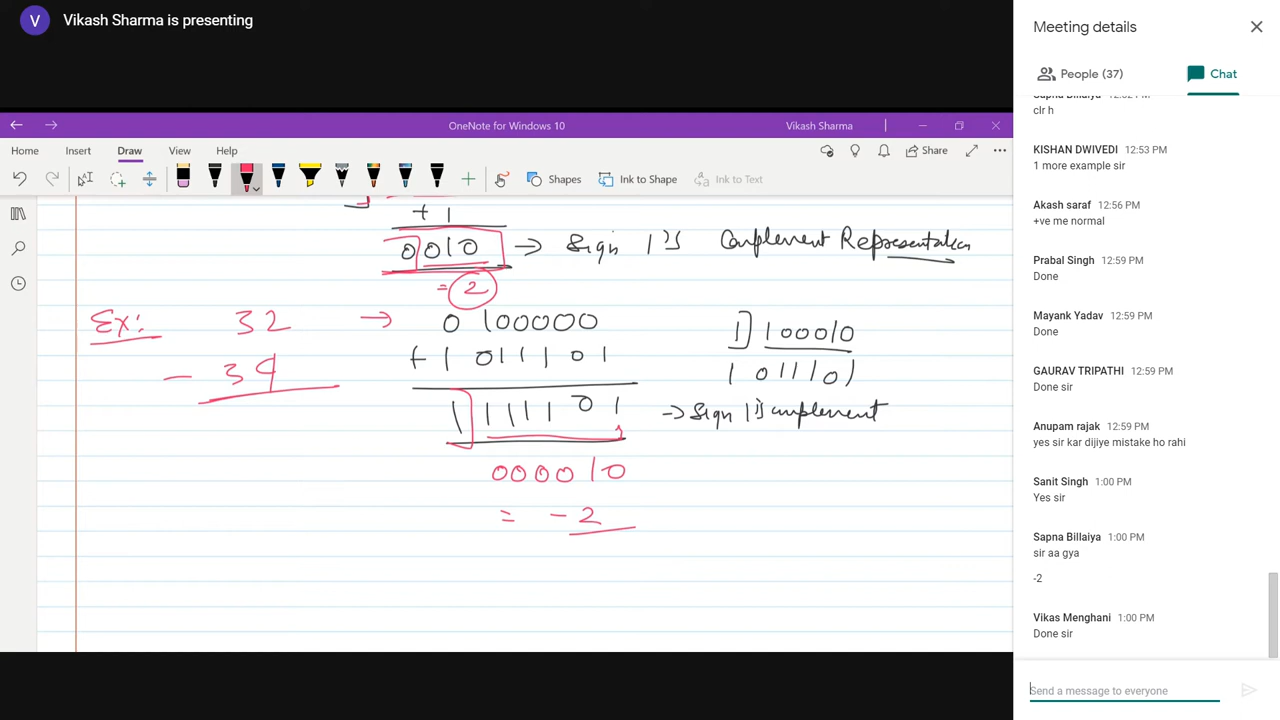 V Vikash Sharma is presenting
OneNote for Windows 10
Vikash Sharma
Home Insert Draw View Help
Share
Shapes
Ink to Shape
Ink to Text
+ 1
0010 → Sign 1's Complement Representation
= 2
Ex: 32 → 0 100000
- 34
+ 1 011101
1 111101 → Sign 1's complement
1] 100010
1 011101)
000010
= -2
Meeting details
People (37)
Chat
Sapna Billaiya 12:52 PM
clr h
KISHAN DWIVEDI 12:53 PM
1 more example sir
Akash saraf 12:56 PM
+ve me normal
Prabal Singh 12:59 PM
Done
Mayank Yadav 12:59 PM
Done
GAURAV TRIPATHI 12:59 PM
Done sir
Anupam rajak 12:59 PM
yes sir kar dijiye mistake ho rahi
Sanit Singh 1:00 PM
Yes sir
Sapna Billaiya 1:00 PM
sir aa gya
-2
Vikas Menghani 1:00 PM
Done sir
Send a message to everyone